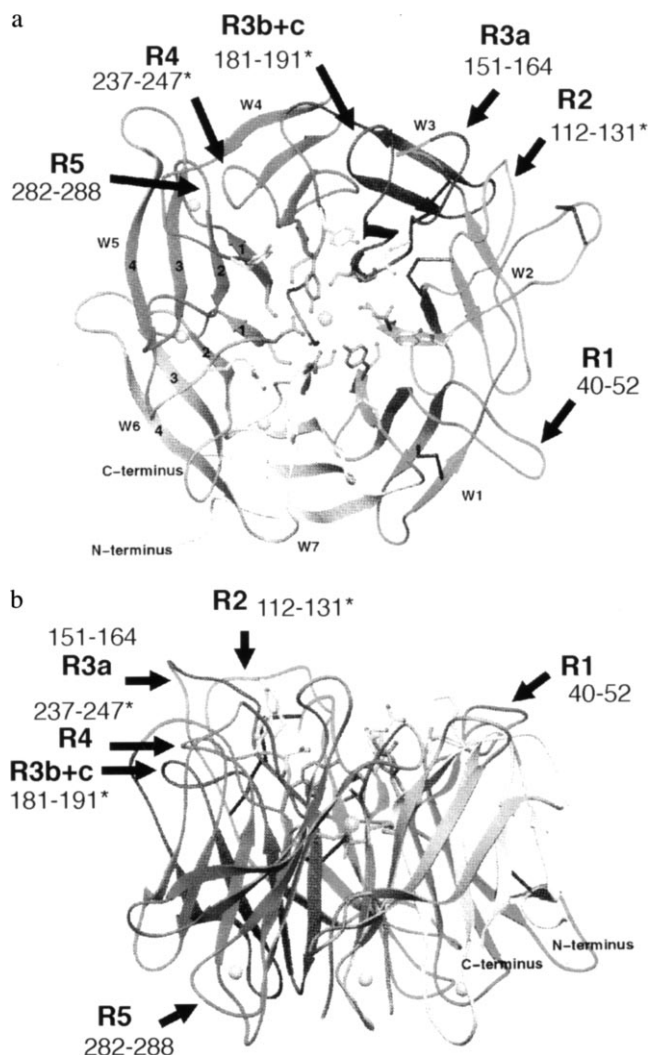 a
R3b+c
181-191*
R4
237-247*
R3a
151-164
R2
112-131*
R5
282-288
W4
W3
W5
4
3
2
1
W2
1
2
3
4
W6
R1
40-52
C-terminus
W1
N-terminus
W7
b
R2 112-131*
151-164
R3a
R1
40-52
237-247*
R4
R3b+c
181-191*
N-terminus
C-terminus
R5
282-288